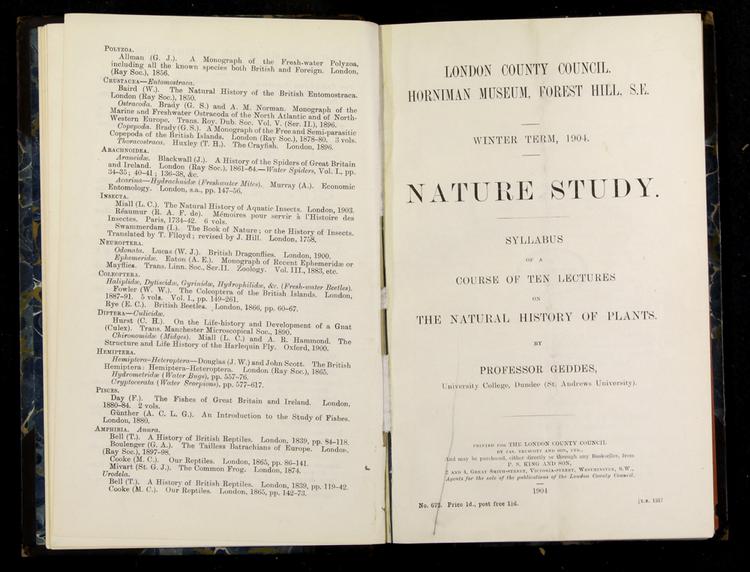 POLYZOA.
Allman (G. J.). A Monograph of the Fresh-water Polyzoa,
including all the known species both British and Foreign. London,
(Ray Soc.), 1856.
CRUSTACEA—Entomostraca.
Baird (W.). The Natural History of the British Entomostraca.
London (Ray Soc.), 1850.
Ostracoda. Brady (G. S.) and A. M. Norman. Monograph of the
Marine and Freshwater Ostracoda of the North Atlantic and of North-
Western Europe. Trans. Roy. Dub. Soc. Vol. V. (Ser. II.), 1896.
Copepoda. Brady (G. S.). A Monograph of the Free and Semi-parasitic
Copepods of the British Islands. London (Ray Soc.), 1878-80. 3 vols.
Thoracostraca. Huxley (T. H.). The Crayfish. London, 1896.
ARACHNOIDEA.
Araneidæ. Blackwall (J.). A History of the Spiders of Great Britain
and Ireland. London (Ray Soc.), 1861-64.—Water Spiders, Vol. I., pp.
34-35; 40-41; 136-38, &c.
Acarina—Hydrachnidæ (Freshwater Mites). Murray (A.). Economic
Entomology. London, s.a., pp. 147-56.
INSECTA.
Miall (L. C.). The Natural History of Aquatic Insects. London, 1903.
Réaumur (R. A. F. de). Mémoires pour servir à l'Histoire des
Insectes. Paris, 1734-42. 6 vols.
Swammerdam (I.). The Book of Nature; or the History of Insects.
Translated by T. Floyd; revised by J. Hill. London, 1758.
NEUROPTERA.
Odonata. Lucas (W. J.). British Dragonflies. London, 1900.
Ephemeridæ. Eaton (A. E.). Monograph of Recent Ephemeridæ or
Mayflies. Trans. Linn. Soc., Ser. II. Zoology. Vol. III., 1883, etc.
COLEOPTERA.
Haliplidæ, Dytiscidæ, Gyrinidæ, Hydrophilidæ, &c. (Fresh-water Beetles).
Fowler (W. W.). The Coleoptera of the British Islands. London,
1887-91. 5 vols. Vol. I., pp. 149-261.
Rye (E. C.). British Beetles. London, 1866, pp. 60-67.
DIPTERA—Culicidæ.
Hurst (C. H.). On the Life-history and Development of a Gnat
(Culex). Trans. Manchester Microscopical Soc., 1890.
Chironomidæ (Midges). Miall (L. C.) and A. R. Hammond. The
Structure and Life History of the Harlequin Fly. Oxford, 1900.
HEMIPTERA.
Hemiptera-Heteroptera—Douglas (J. W.) and John Scott. The British
Hemiptera: Hemiptera-Heteroptera. London (Ray Soc.), 1865.
Hydrometridæ (Water Bugs), pp. 557-76.
Cryptocerata (Water Scorpions), pp. 577-617.
PISCES.
Day (F.). The Fishes of Great Britain and Ireland. London,
1880-84. 2 vols.
Günther (A. C. L. G.). An Introduction to the Study of Fishes.
London, 1880.
AMPHIBIA. Anura.
Bell (T.). A History of British Reptiles. London, 1839, pp. 84-118.
Boulenger (G. A.). The Tailless Batrachians of Europe. London.
(Ray Soc.), 1897-98.
Cooke (M. C.). Our Reptiles. London, 1865, pp. 86-141.
Mivart (St. G. J.). The Common Frog. London, 1874.
Urodela.
Bell (T.). A History of British Reptiles. London, 1839, pp. 119-42.
Cooke (M. C.). Our Reptiles. London, 1865, pp. 142-73.
LONDON COUNTY COUNCIL.
HORNIMAN MUSEUM, FOREST HILL, S.E.
WINTER TERM, 1904.
NATURE STUDY.
SYLLABUS
OF A
COURSE OF TEN LECTURES
ON
THE NATURAL HISTORY OF PLANTS.
BY
PROFESSOR GEDDES,
University College, Dundee (St. Andrews University).
PRINTED FOR THE LONDON COUNTY COUNCIL
BY JAS. TRUSCOTT AND SON, LTD.,
And may be purchased, either directly or through any Bookseller, from
P. S. KING AND SON,
2 AND 4, GREAT SMITH-STREET, VICTORIA-STREET, WESTMINSTER, S.W.,
Agents for the sale of the publications of the London County Council.
1904
No. 672. Price 1d., post free 1½d.